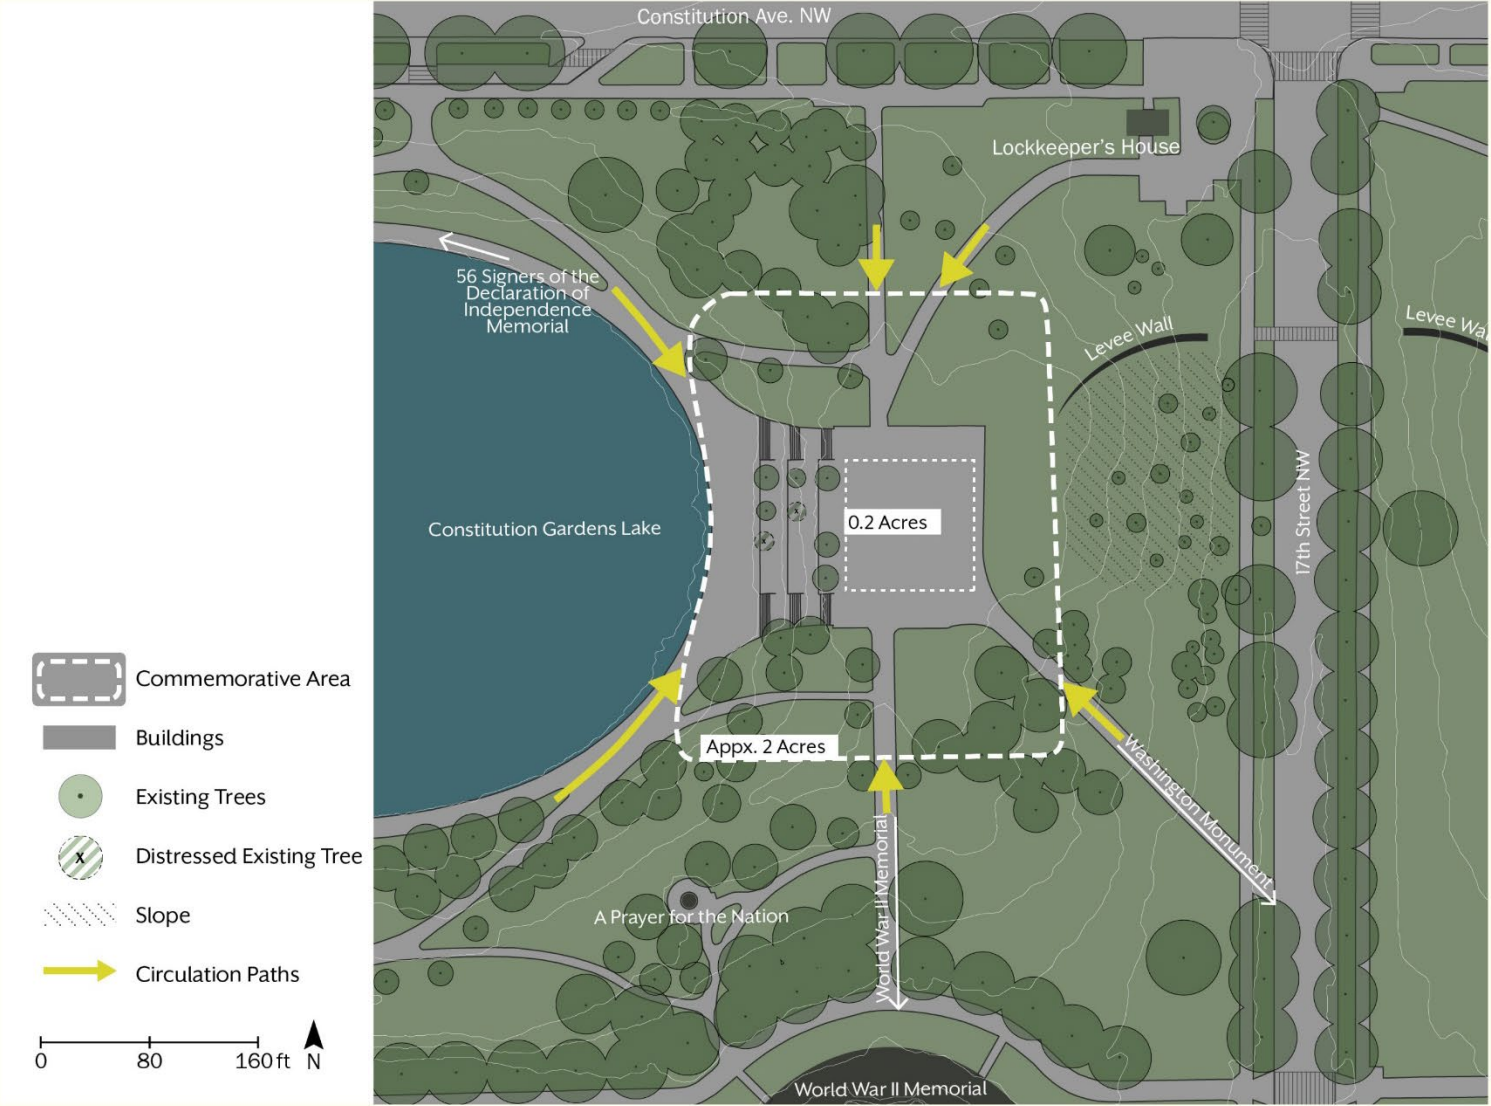 Constitution Ave. NW
Lockkeeper's House
56 Signers of the
Declaration of
Independence
Memorial
Levee Wall
Levee Wa
Constitution Gardens Lake
0.2 Acres
17th Street NW
Appx. 2 Acres
Washington Monument
World War II Memorial
A Prayer for the Nation
World War II Memorial
Commemorative Area
Buildings
Existing Trees
x Distressed Existing Tree
Slope
Circulation Paths
0 80 160 ft N